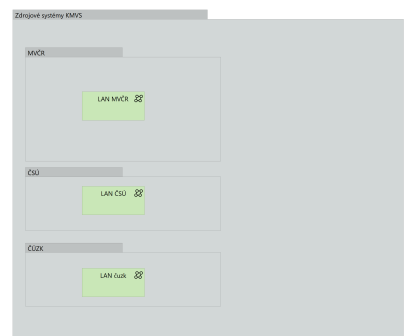 Zdrojové systémy KMVS
MVČR
LAN MVČR
ČSÚ
LAN ČSÚ
ČÚZK
LAN čuzk